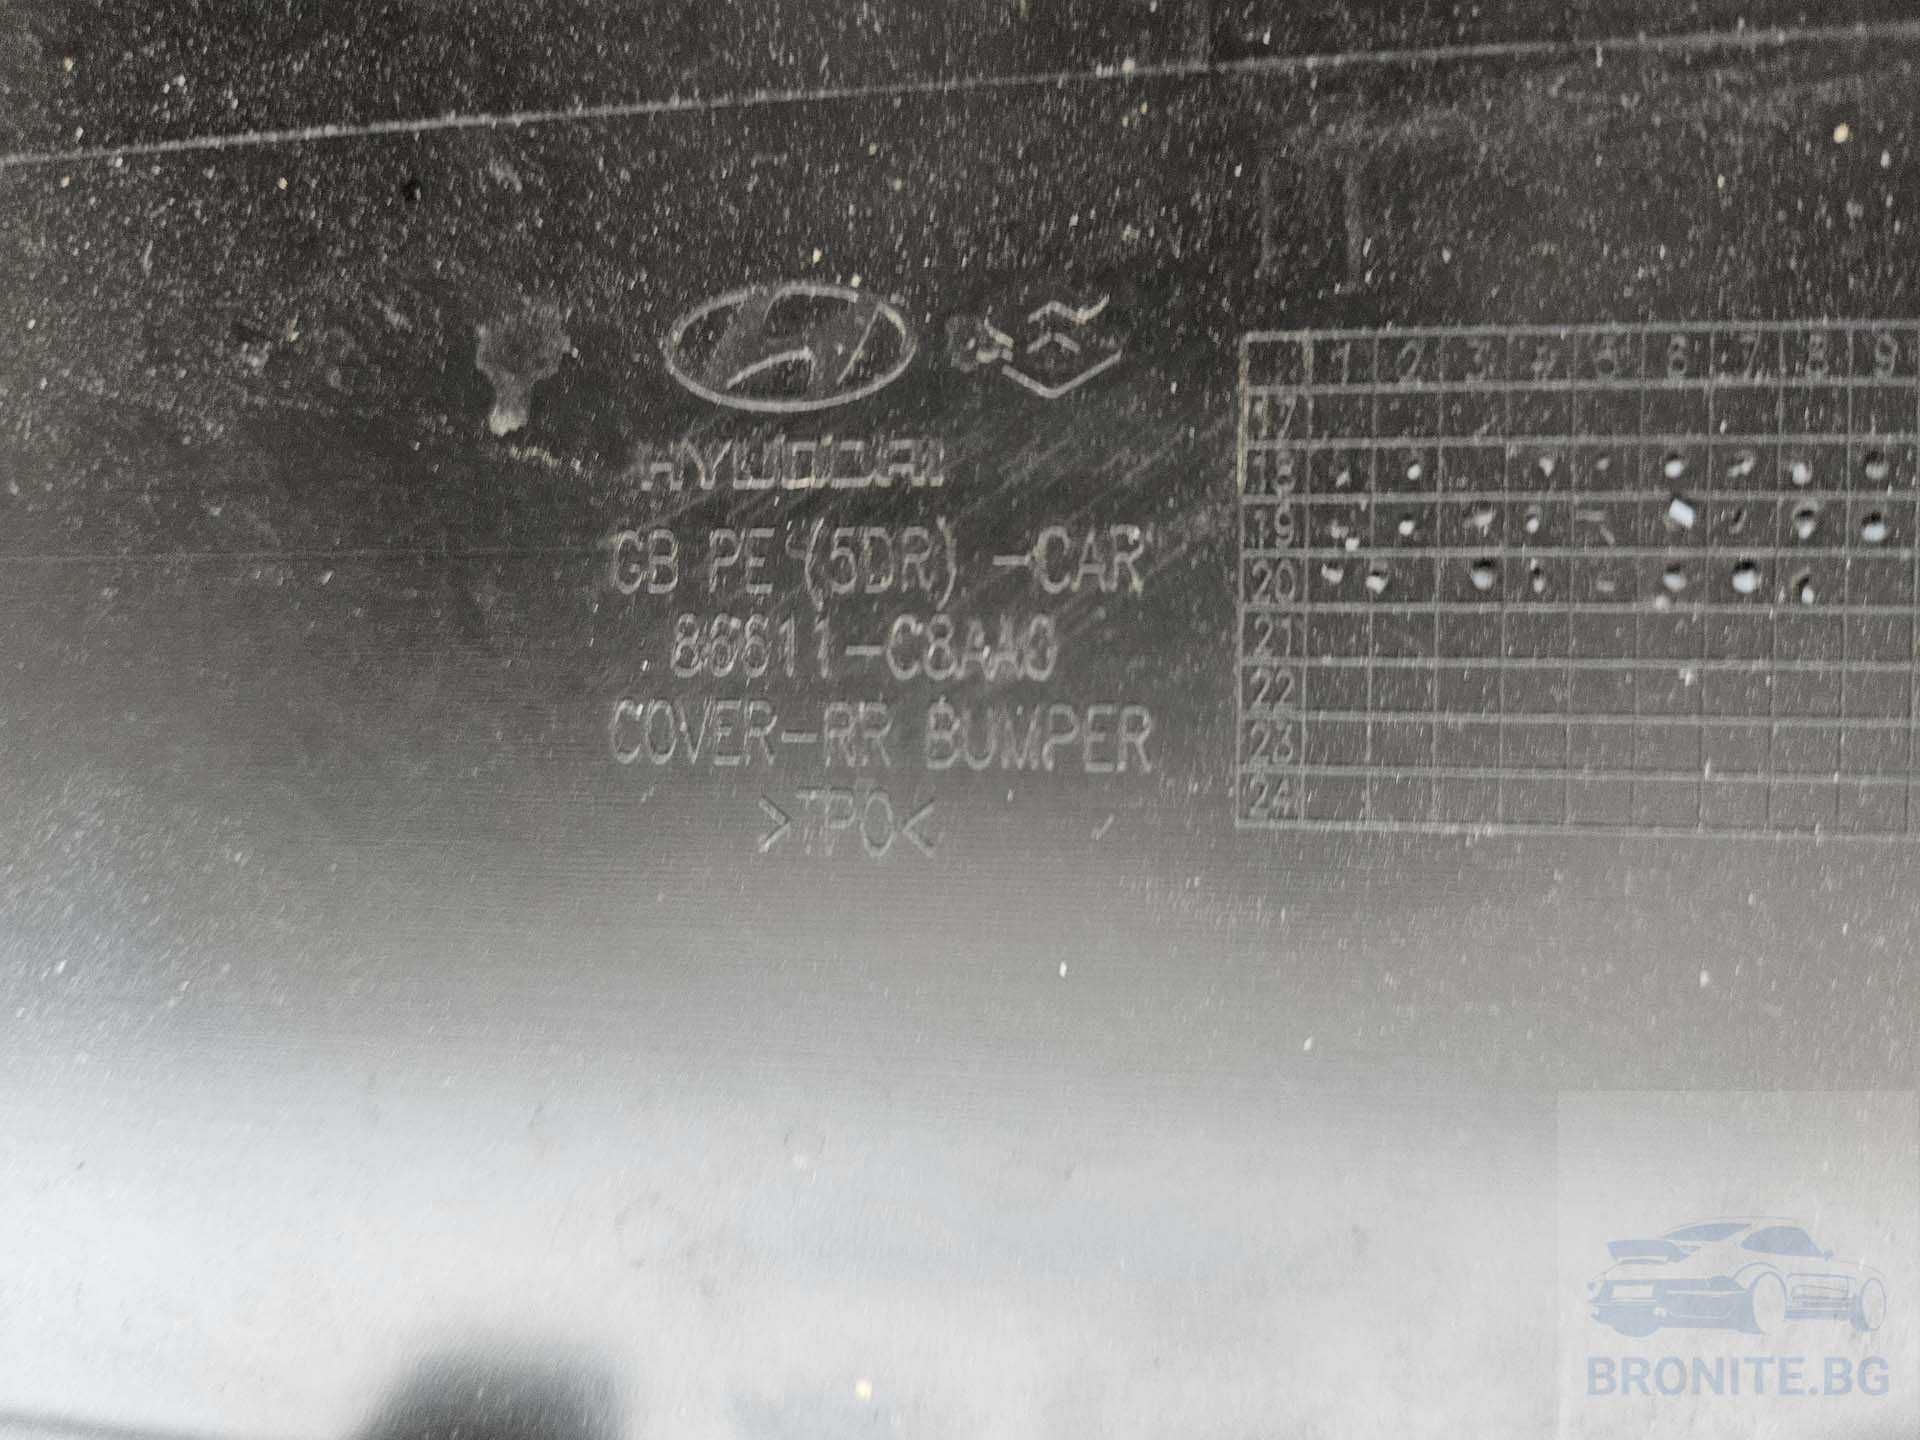 HYUNDAI
GB PE (5DR) -CAR
86611-C8AA0
COVER-RR BUMPER
>TPO<
1 2 3 4 5 6 7 8 9
17
18
19
20
21
22
23
24
BRONITE.BG